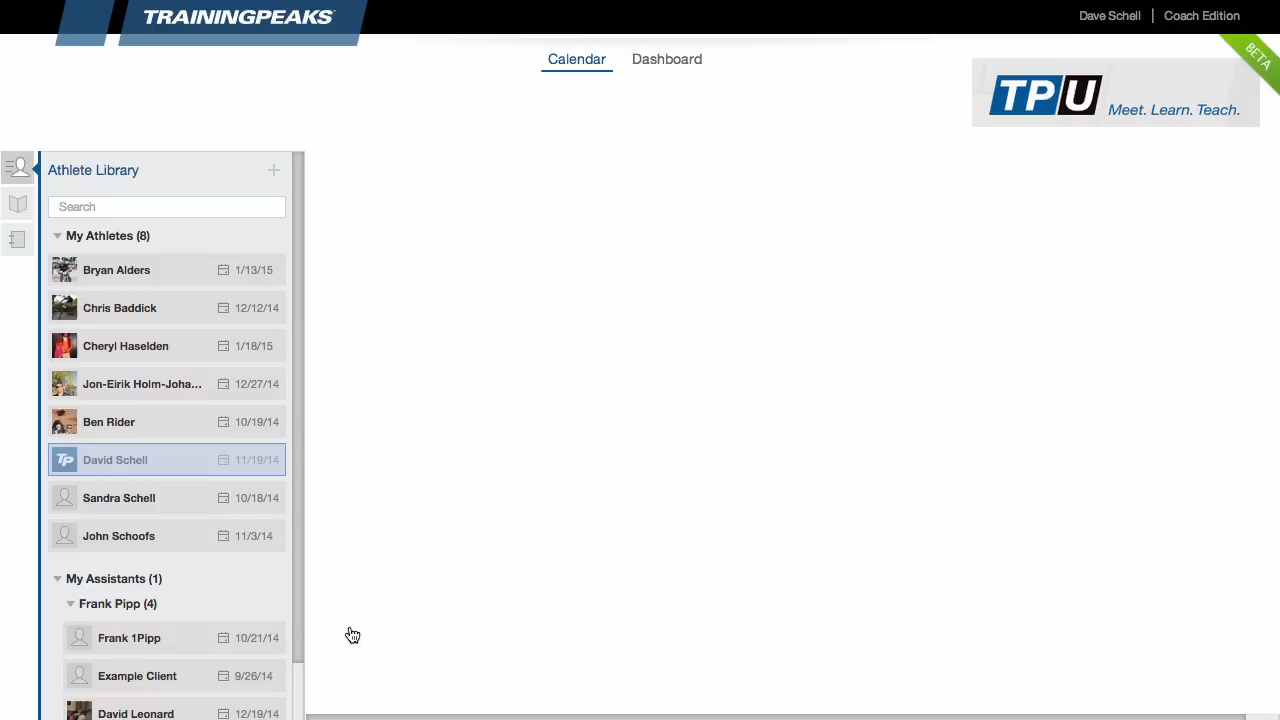 TRAININGPEAKS
Dave Schell | Coach Edition
BETA
Calendar Dashboard
TPU Meet. Learn. Teach.
Athlete Library
Search
My Athletes (8)
Bryan Alders 1/13/15
Chris Baddick 12/12/14
Cheryl Haselden 1/18/15
Jon-Eirik Holm-Joha... 12/27/14
Ben Rider 10/19/14
TP David Schell 11/19/14
Sandra Schell 10/18/14
John Schoofs 11/3/14
My Assistants (1)
Frank Pipp (4)
Frank 1Pipp 10/21/14
Example Client 9/26/14
David Leonard 12/19/14